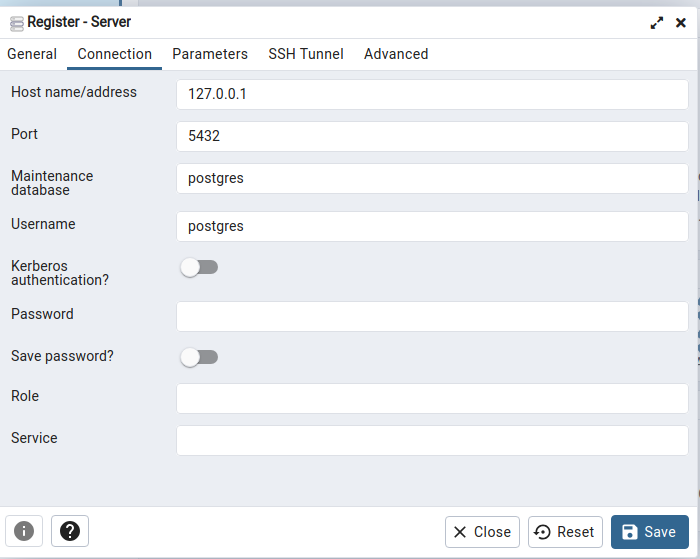 Register - Server
General Connection Parameters SSH Tunnel Advanced
Host name/address 127.0.0.1
Port 5432
Maintenance
database
postgres
Username postgres
Kerberos
authentication?
Password
Save password?
Role
Service
Close Reset Save